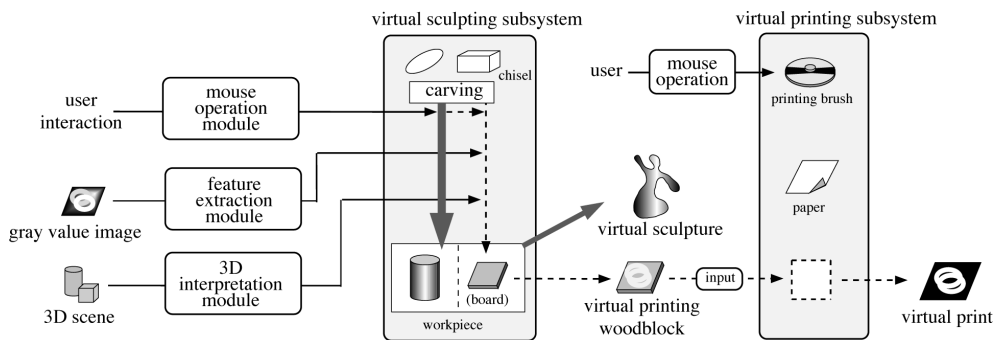 virtual sculpting subsystem
virtual printing subsystem
chisel
carving
user
mouse
operation
printing brush
user
interaction
mouse
operation
module
gray value image
feature
extraction
module
paper
virtual sculpture
3D scene
3D
interpretation
module
(board)
workpiece
virtual printing
woodblock
input
virtual print